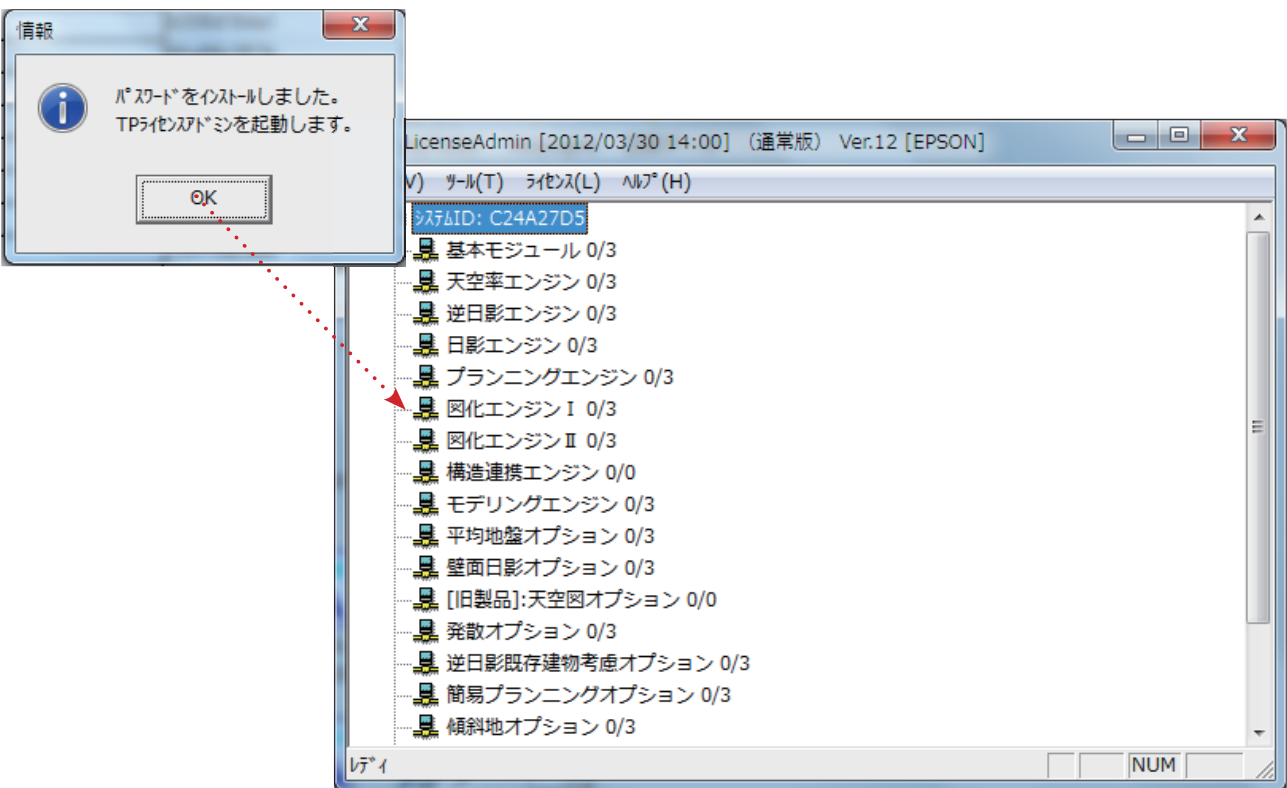 情報
ﾊﾟｽﾜｰﾄﾞをｲﾝｽﾄｰﾙしました。
TPﾗｲｾﾝｽｱﾄﾞﾐﾝを起動します。
OK
LicenseAdmin [2012/03/30 14:00] （通常版） Ver.12 [EPSON]
V) ﾂｰﾙ(T) ﾗｲｾﾝｽ(L) ﾍﾙﾌﾟ(H)
ｼｽﾃﾑID: C24A27D5
基本モジュール 0/3
天空率エンジン 0/3
逆日影エンジン 0/3
日影エンジン 0/3
プランニングエンジン 0/3
図化エンジンⅠ 0/3
図化エンジンⅡ 0/3
構造連携エンジン 0/0
モデリングエンジン 0/3
平均地盤オプション 0/3
壁面日影オプション 0/3
[旧製品]:天空図オプション 0/0
発散オプション 0/3
逆日影既存建物考慮オプション 0/3
簡易プランニングオプション 0/3
傾斜地オプション 0/3
ﾚﾃﾞｨ
NUM